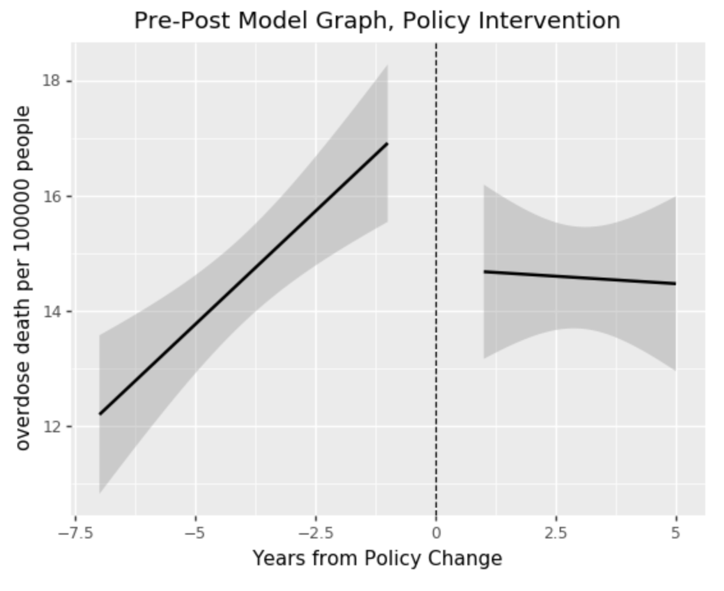 Pre-Post Model Graph, Policy Intervention
overdose death per 100000 people
18
16
14
12
−7.5 −5 −2.5 0 2.5 5
Years from Policy Change